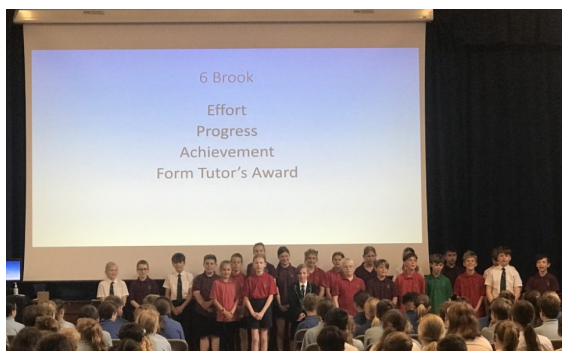 6 Brook
Effort
Progress
Achievement
Form Tutor's Award